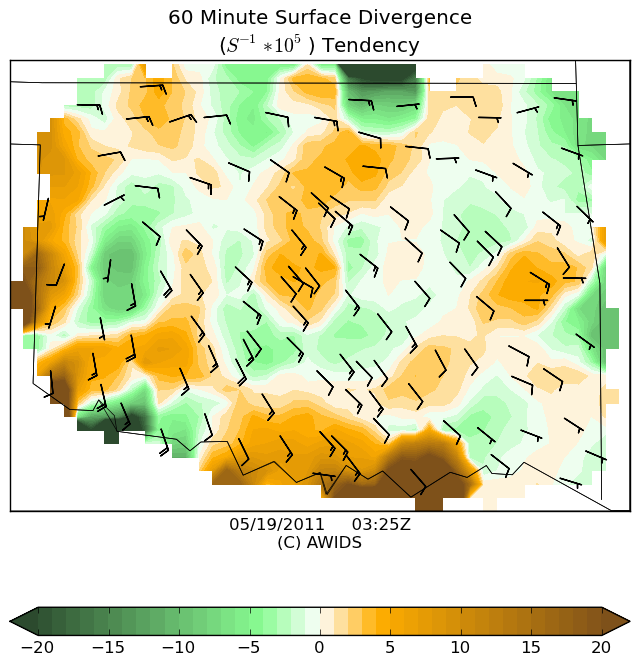 60 Minute Surface Divergence
(S⁻¹ * 10⁵ ) Tendency
05/19/2011 03:25Z
(C) AWIDS
−20 −15 −10 −5 0 5 10 15 20